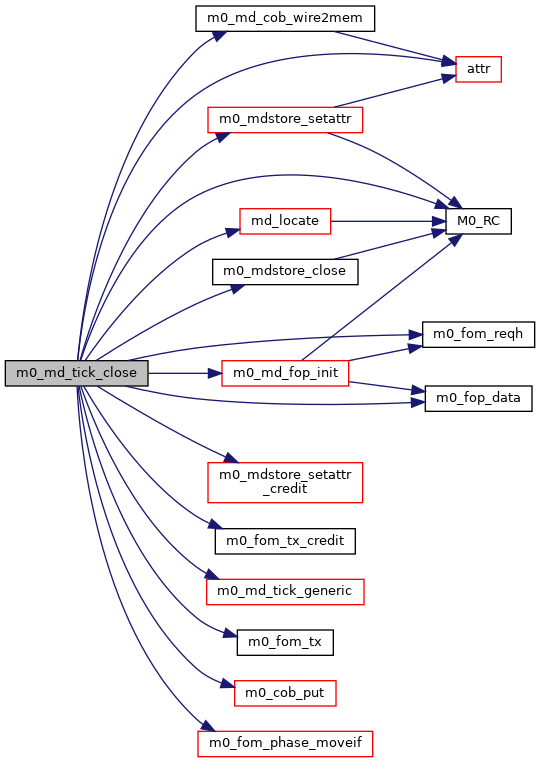 m0_md_cob_wire2mem
attr
m0_mdstore_setattr
md_locate
M0_RC
m0_mdstore_close
m0_fom_reqh
m0_md_tick_close
m0_md_fop_init
m0_fop_data
m0_mdstore_setattr
_credit
m0_fom_tx_credit
m0_md_tick_generic
m0_fom_tx
m0_cob_put
m0_fom_phase_moveif